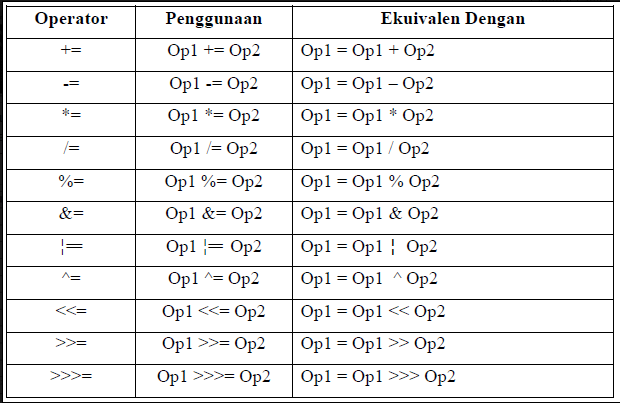 Operator Penggunaan Ekuivalen Dengan
+= Op1 += Op2 Op1 = Op1 + Op2
-= Op1 -= Op2 Op1 = Op1 – Op2
*= Op1 *= Op2 Op1 = Op1 * Op2
/= Op1 /= Op2 Op1 = Op1 / Op2
%= Op1 %= Op2 Op1 = Op1 % Op2
&= Op1 &= Op2 Op1 = Op1 & Op2
¦= Op1 ¦= Op2 Op1 = Op1 ¦ Op2
^= Op1 ^= Op2 Op1 = Op1 ^ Op2
<<= Op1 <<= Op2 Op1 = Op1 << Op2
>>= Op1 >>= Op2 Op1 = Op1 >> Op2
>>>= Op1 >>>= Op2 Op1 = Op1 >>> Op2